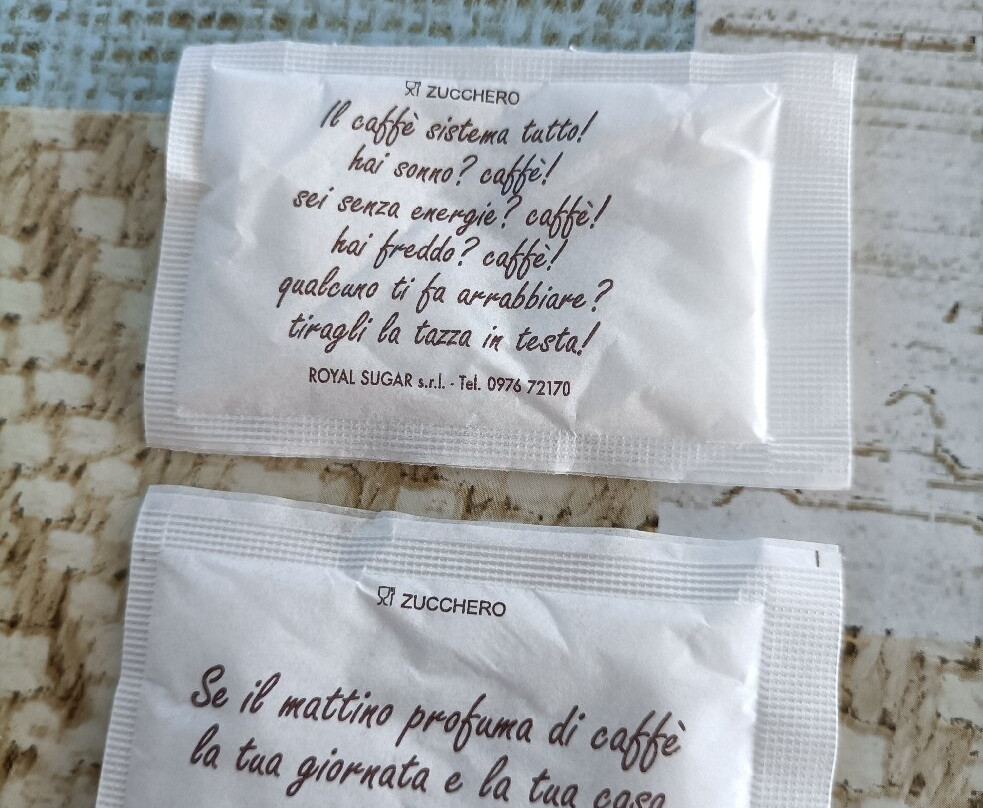 ZUCCHERO
Il caffè sistema tutto!
hai sonno? caffè!
sei senza energie? caffè!
hai freddo? caffè!
qualcuno ti fa arrabbiare?
tiragli la tazza in testa!
ROYAL SUGAR s.r.l. - Tel. 0976 72170
ZUCCHERO
Se il mattino profuma di caffè
la tua giornata e la tua casa